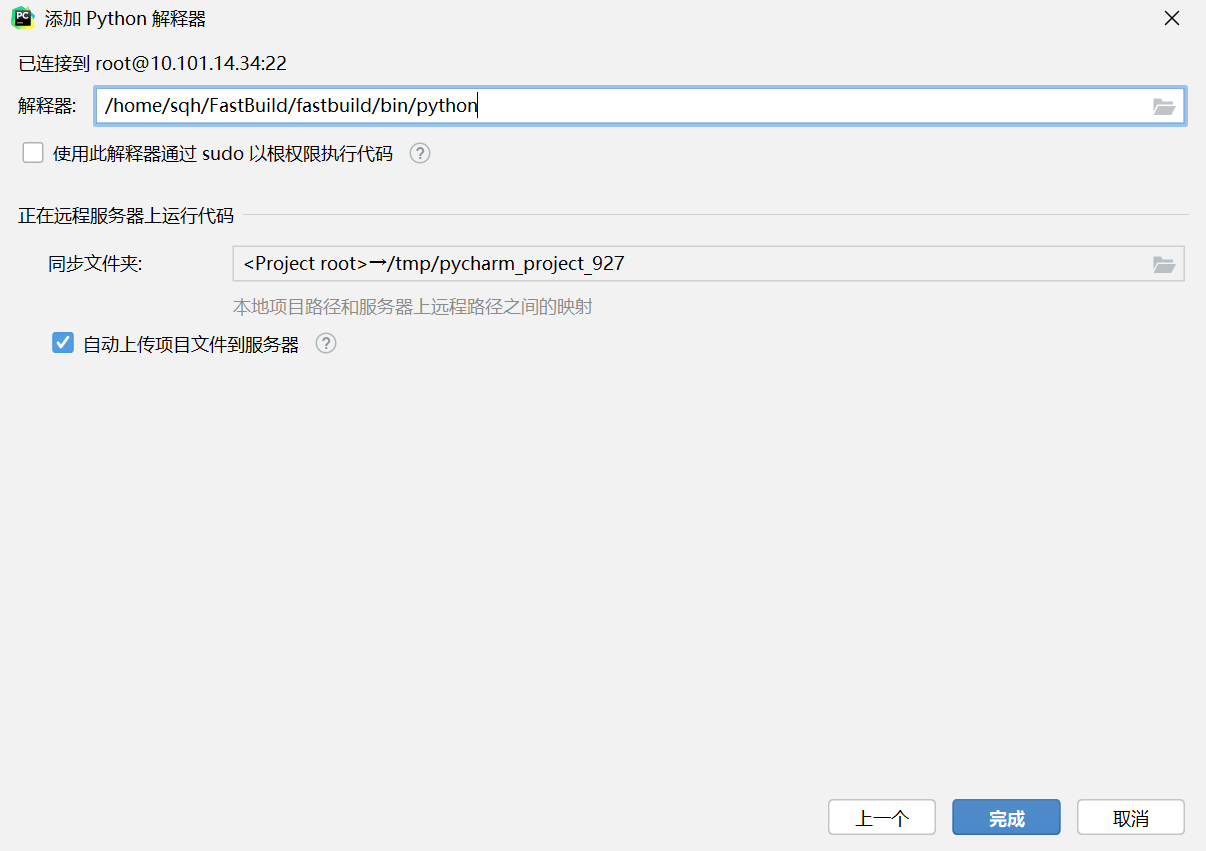 添加 Python 解释器
已连接到 root@10.101.14.34:22
解释器: /home/sqh/FastBuild/fastbuild/bin/python
使用此解释器通过 sudo 以根权限执行代码 ?
正在远程服务器上运行代码
同步文件夹: <Project root>→/tmp/pycharm_project_927
本地项目路径和服务器上远程路径之间的映射
自动上传项目文件到服务器 ?
上一个 完成 取消